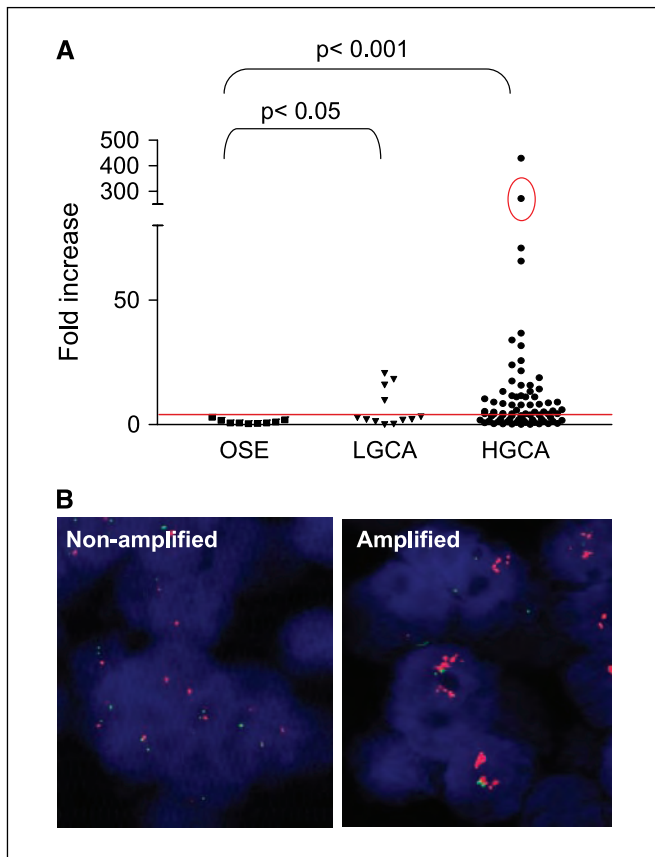 A
p< 0.001
p< 0.05
500
400
300
50
0
Fold increase
OSE
LGCA
HGCA
B
Non-amplified
Amplified